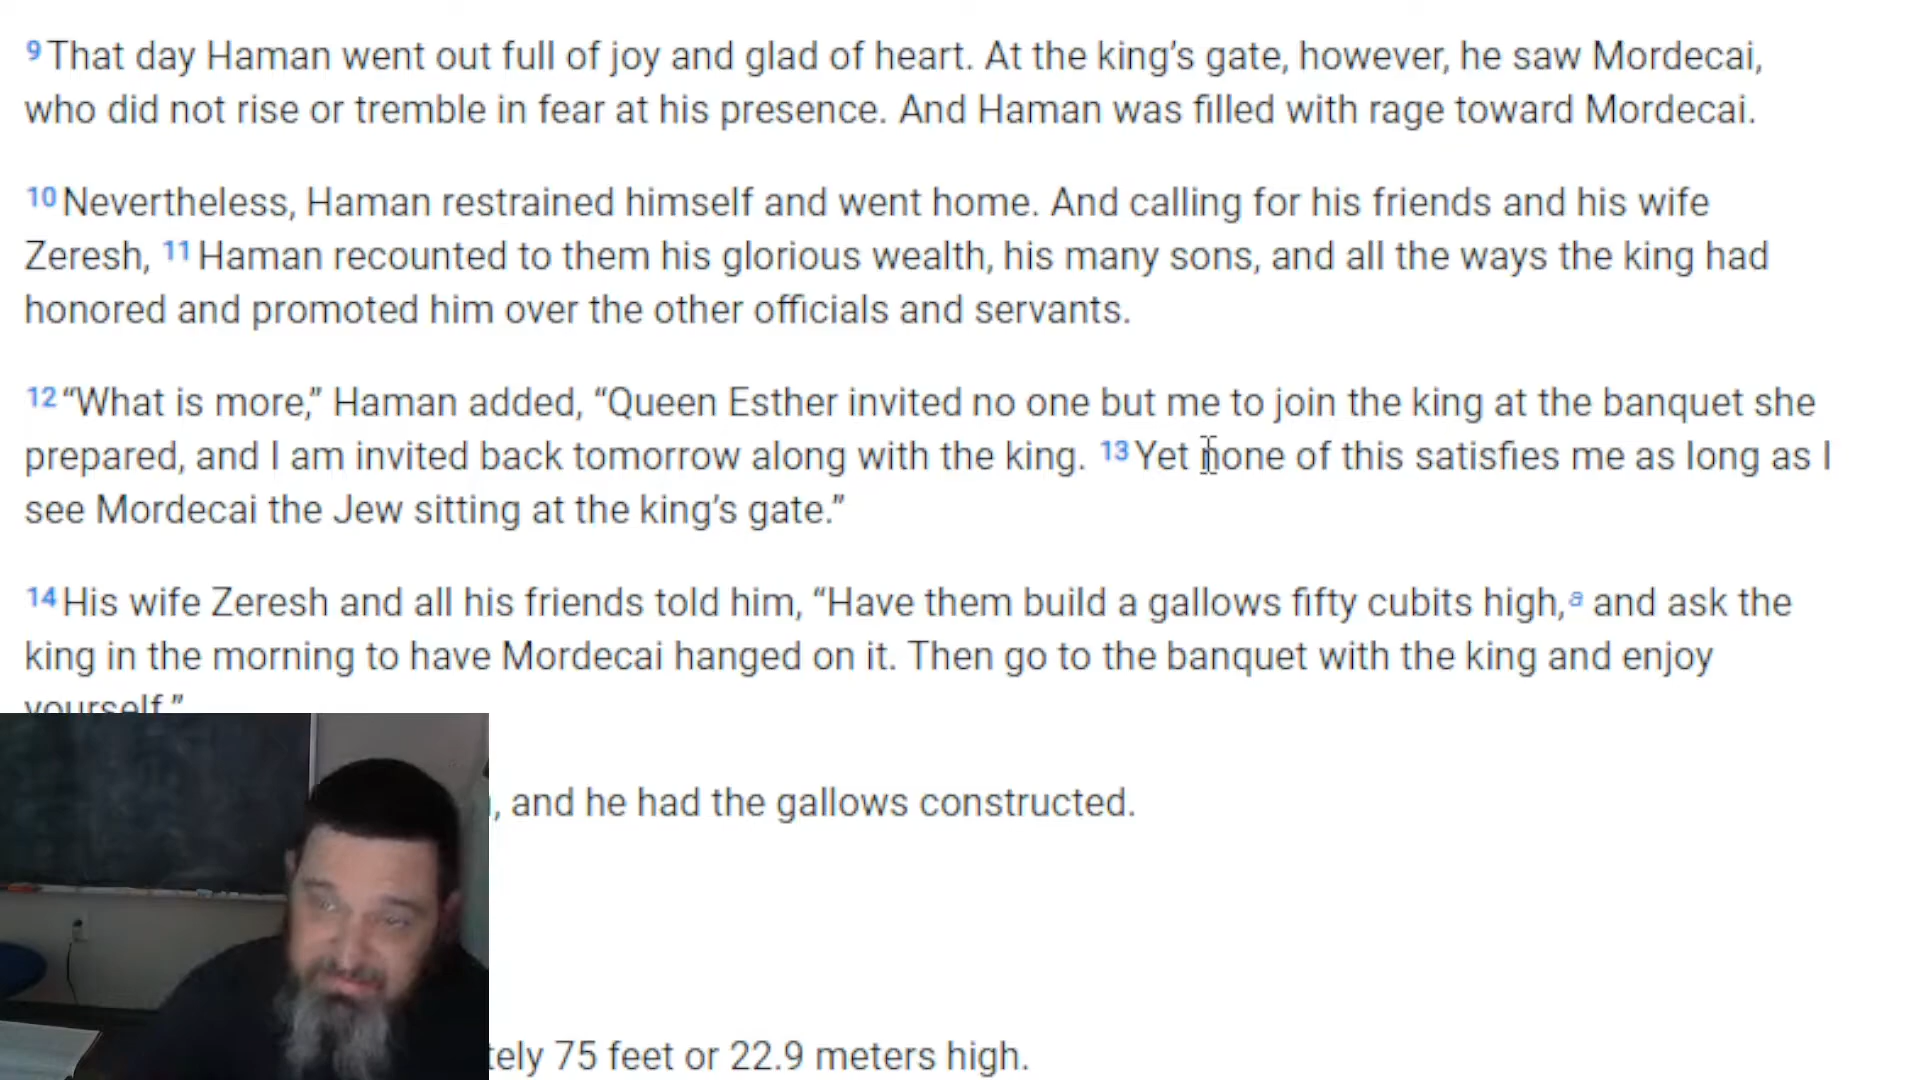 9 That day Haman went out full of joy and glad of heart. At the king’s gate, however, he saw Mordecai,
who did not rise or tremble in fear at his presence. And Haman was filled with rage toward Mordecai.
10 Nevertheless, Haman restrained himself and went home. And calling for his friends and his wife
Zeresh, 11 Haman recounted to them his glorious wealth, his many sons, and all the ways the king had
honored and promoted him over the other officials and servants.
12 “What is more,” Haman added, “Queen Esther invited no one but me to join the king at the banquet she
prepared, and I am invited back tomorrow along with the king. 13 Yet none of this satisfies me as long as I
see Mordecai the Jew sitting at the king’s gate.”
14 His wife Zeresh and all his friends told him, “Have them build a gallows fifty cubits high,a and ask the
king in the morning to have Mordecai hanged on it. Then go to the banquet with the king and enjoy
yourself.”
, and he had the gallows constructed.
tely 75 feet or 22.9 meters high.